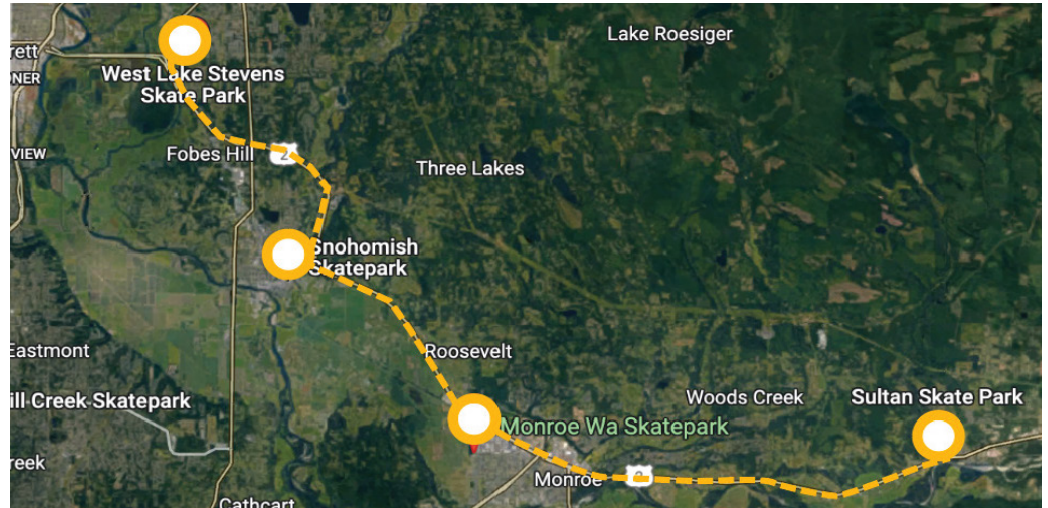 Lake Roesiger
rett
West Lake Stevens
Skate Park
VIEW
Fobes Hill
2
Three Lakes
Snohomish
Skatepark
Eastmont
Roosevelt
ill Creek Skatepark
Woods Creek
Sultan Skate Park
Monroe Wa Skatepark
reek
Monroe
2
Cathcart